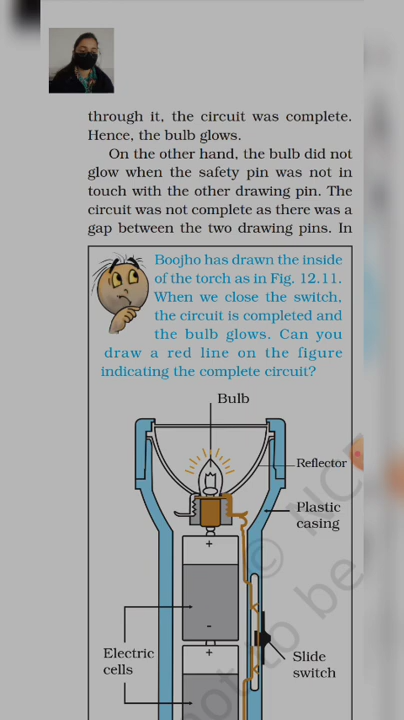 through it, the circuit was complete.
Hence, the bulb glows.
On the other hand, the bulb did not
glow when the safety pin was not in
touch with the other drawing pin. The
circuit was not complete as there was a
gap between the two drawing pins. In
Boojho has drawn the inside
of the torch as in Fig. 12.11.
When we close the switch,
the circuit is completed and
the bulb glows. Can you
draw a red line on the figure
indicating the complete circuit?
Bulb
Reflector
Plastic
casing
+
-
Electric
cells
+
Slide
switch
© NC
not to be